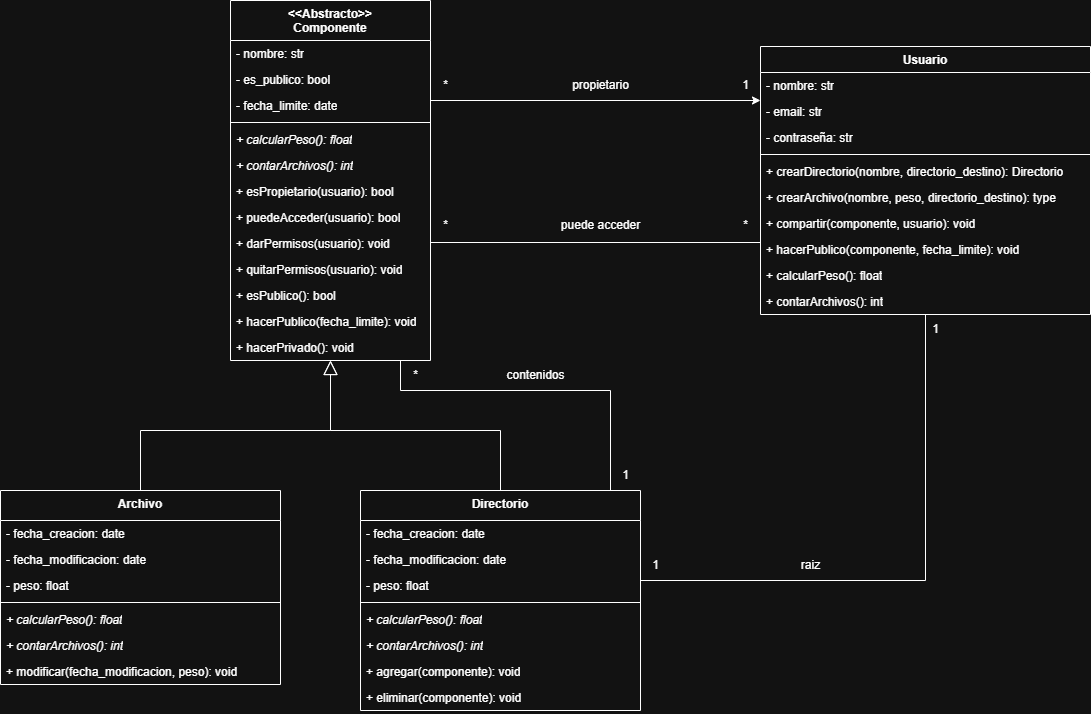 <<Abstracto>>
Componente
- nombre: str
- es_publico: bool
- fecha_limite: date
+ calcularPeso(): float
+ contarArchivos(): int
+ esPropietario(usuario): bool
+ puedeAcceder(usuario): bool
+ darPermisos(usuario): void
+ quitarPermisos(usuario): void
+ esPublico(): bool
+ hacerPublico(fecha_limite): void
+ hacerPrivado(): void
* propietario 1
* puede acceder *
Usuario
- nombre: str
- email: str
- contraseña: str
+ crearDirectorio(nombre, directorio_destino): Directorio
+ crearArchivo(nombre, peso, directorio_destino): type
+ compartir(componente, usuario): void
+ hacerPublico(componente, fecha_limite): void
+ calcularPeso(): float
+ contarArchivos(): int
1
* contenidos
1
Archivo
- fecha_creacion: date
- fecha_modificacion: date
- peso: float
+ calcularPeso(): float
+ contarArchivos(): int
+ modificar(fecha_modificacion, peso): void
Directorio
- fecha_creacion: date
- fecha_modificacion: date
- peso: float
+ calcularPeso(): float
+ contarArchivos(): int
+ agregar(componente): void
+ eliminar(componente): void
1 raiz